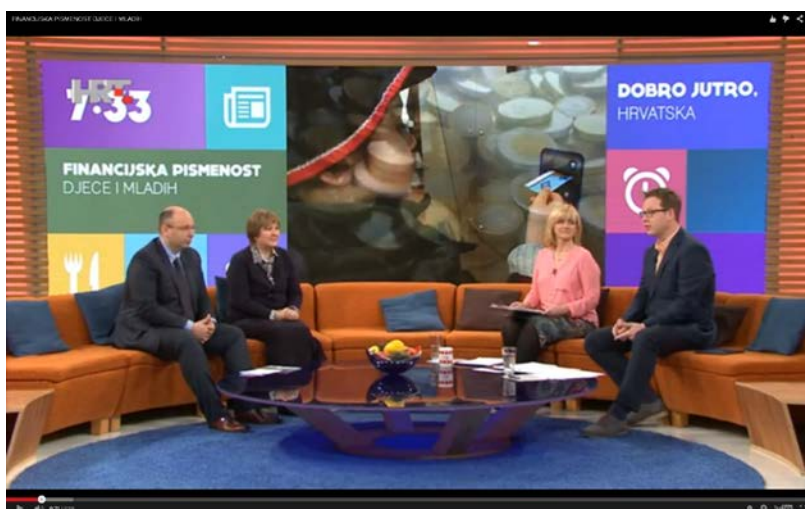 FINANCIJSKA PISMENOST DJECE I MLADIH
HRT
7:33
DOBRO JUTRO,
HRVATSKA
FINANCIJSKA PISMENOST
DJECE I MLADIH